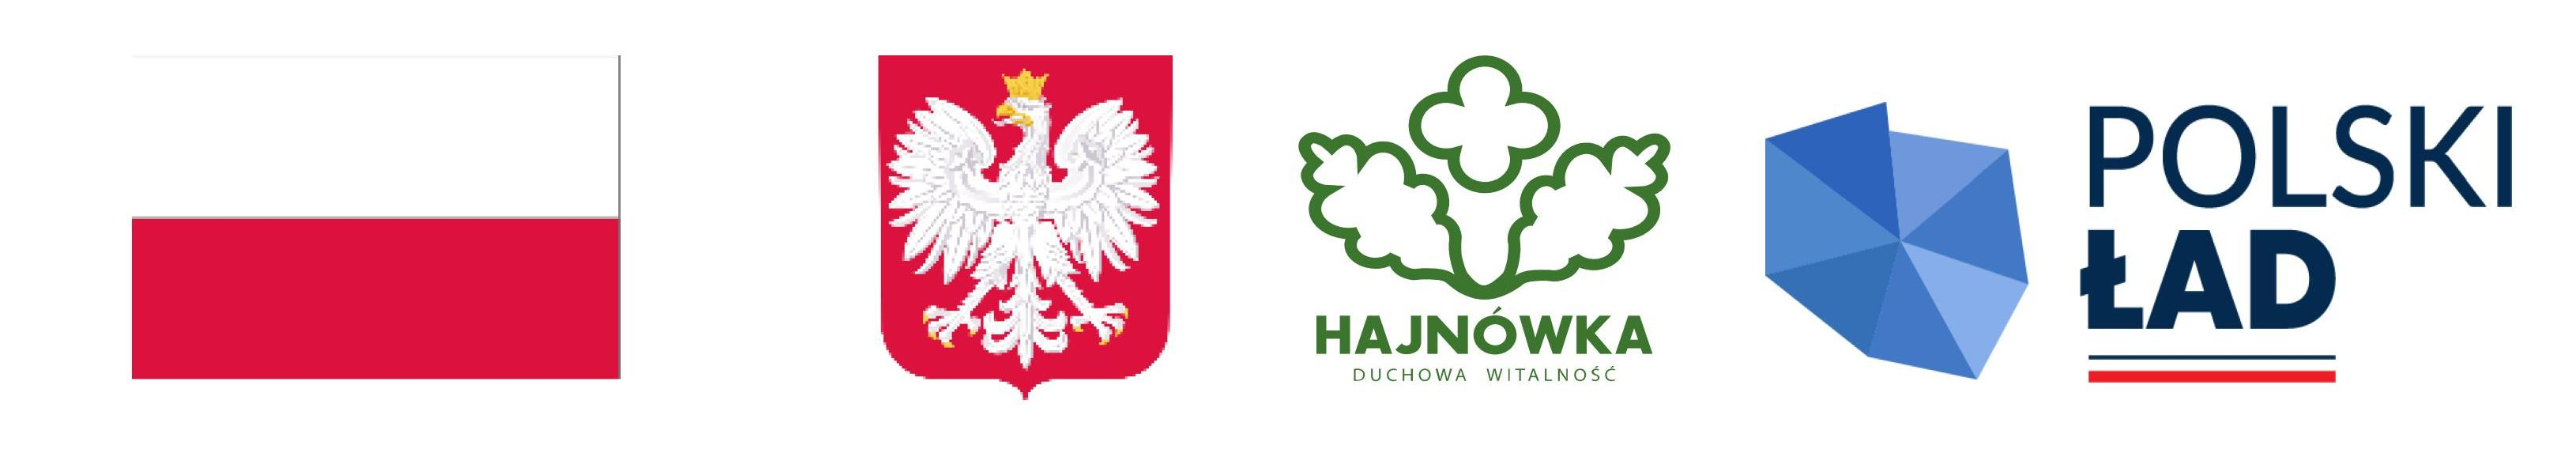 HAJNÓWKA
DUCHOWA WITALNOŚĆ
POLSKI
ŁAD